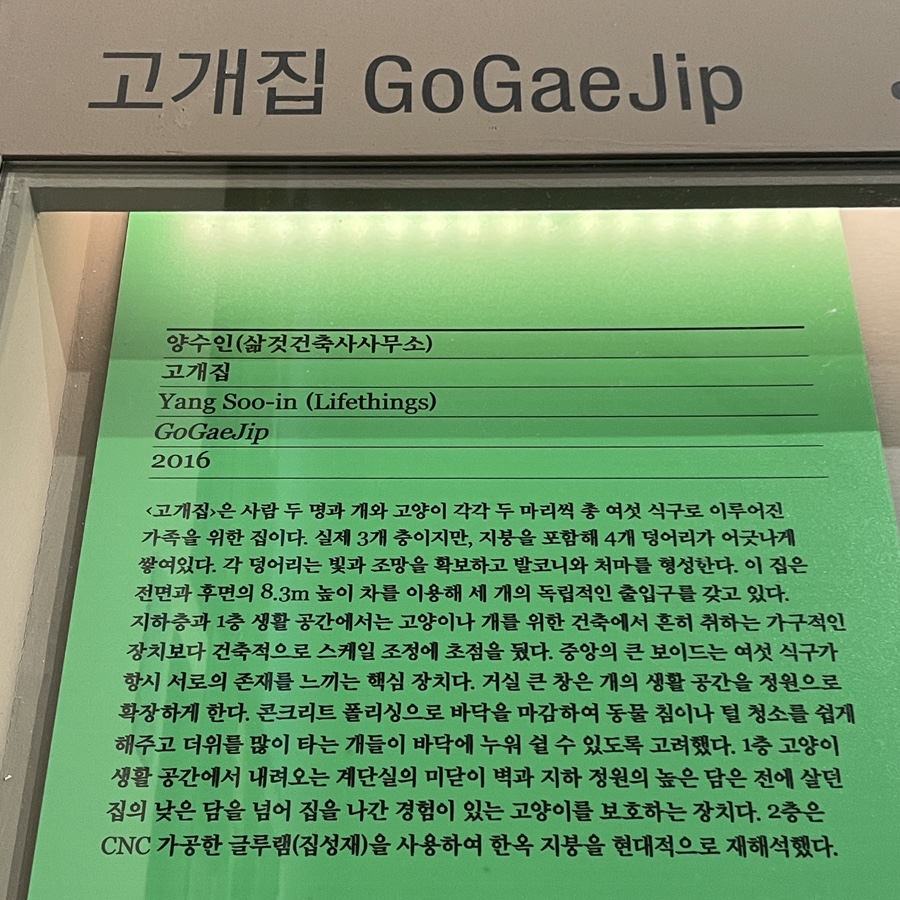 고개집 GoGaeJip
양수인(삶것건축사사무소)
고개집
Yang Soo-in (Lifethings)
GoGaeJip
2016
‹고개집›은 사람 두 명과 개와 고양이 각각 두 마리씩 총 여섯 식구로 이루어진
가족을 위한 집이다. 실제 3개 층이지만, 지붕을 포함해 4개 덩어리가 어긋나게
쌓여있다. 각 덩어리는 빛과 조망을 확보하고 발코니와 처마를 형성한다. 이 집은
전면과 후면의 8.3m 높이 차를 이용해 세 개의 독립적인 출입구를 갖고 있다.
지하층과 1층 생활 공간에서는 고양이나 개를 위한 건축에서 흔히 취하는 가구적인
장치보다 건축적으로 스케일 조정에 초점을 뒀다. 중앙의 큰 보이드는 여섯 식구가
항시 서로의 존재를 느끼는 핵심 장치다. 거실 큰 창은 개의 생활 공간을 정원으로
확장하게 한다. 콘크리트 폴리싱으로 바닥을 마감하여 동물 침이나 털 청소를 쉽게
해주고 더위를 많이 타는 개들이 바닥에 누워 쉴 수 있도록 고려했다. 1층 고양이
생활 공간에서 내려오는 계단실의 미닫이 벽과 지하 정원의 높은 담은 전에 살던
집의 낮은 담을 넘어 집을 나간 경험이 있는 고양이를 보호하는 장치다. 2층은
CNC 가공한 글루램(집성재)을 사용하여 한옥 지붕을 현대적으로 재해석했다.